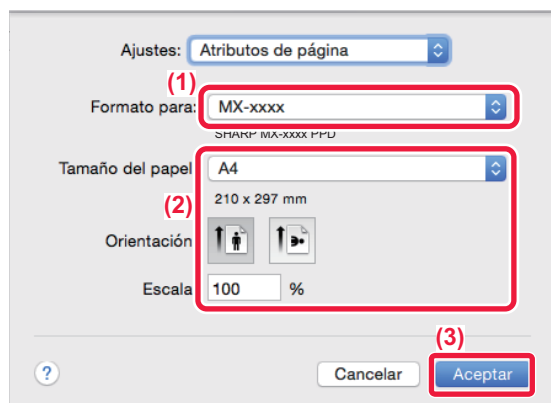 Ajustes: Atributos de página
(1)
Formato para: MX-xxxx
SHARP MX-xxxx PPD
Tamaño del papel A4
(2) 210 x 297 mm
Orientación
Escala 100 %
(3)
? Cancelar Aceptar